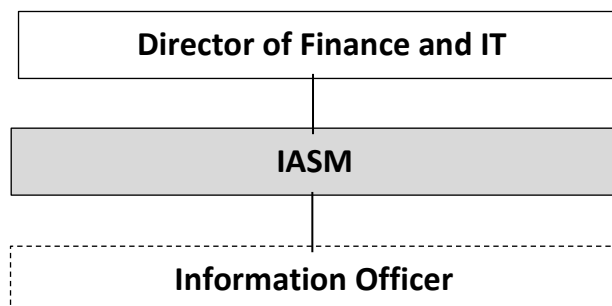 Director of Finance and IT
IASM
Information Officer